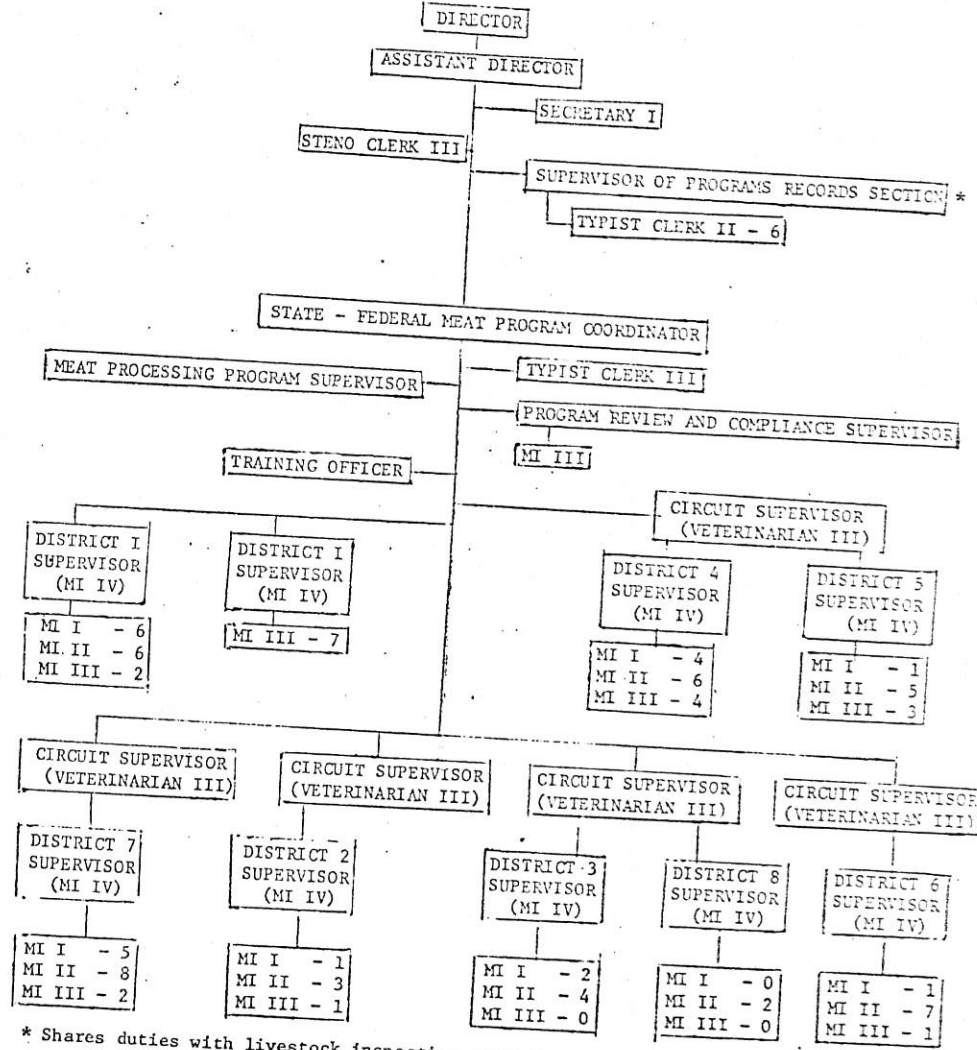 DIRECTOR
ASSISTANT DIRECTOR
SECRETARY I
STENO CLERK III
SUPERVISOR OF PROGRAMS RECORDS SECTION *
TYPIST CLERK II - 6
STATE - FEDERAL MEAT PROGRAM COORDINATOR
MEAT PROCESSING PROGRAM SUPERVISOR
TYPIST CLERK III
PROGRAM REVIEW AND COMPLIANCE SUPERVISOR
MI III
TRAINING OFFICER
DISTRICT I
SUPERVISOR
(MI IV)
MI I - 6
MI II - 6
MI III - 2
DISTRICT I
SUPERVISOR
(MI IV)
MI III - 7
CIRCUIT SUPERVISOR
(VETERINARIAN III)
DISTRICT 4
SUPERVISOR
(MI IV)
MI I - 4
MI II - 6
MI III - 4
DISTRICT 5
SUPERVISOR
(MI IV)
MI I - 1
MI II - 5
MI III - 3
CIRCUIT SUPERVISOR
(VETERINARIAN III)
DISTRICT 7
SUPERVISOR
(MI IV)
MI I - 5
MI II - 8
MI III - 2
CIRCUIT SUPERVISOR
(VETERINARIAN III)
DISTRICT 2
SUPERVISOR
(MI IV)
MI I - 1
MI II - 3
MI III - 1
CIRCUIT SUPERVISOR
(VETERINARIAN III)
DISTRICT 3
SUPERVISOR
(MI IV)
MI I - 2
MI II - 4
MI III - 0
DISTRICT 8
SUPERVISOR
(MI IV)
MI I - 0
MI II - 2
MI III - 0
CIRCUIT SUPERVISOR
(VETERINARIAN III)
DISTRICT 6
SUPERVISOR
(MI IV)
MI I - 1
MI II - 7
MI III - 1
* Shares duties with livestock